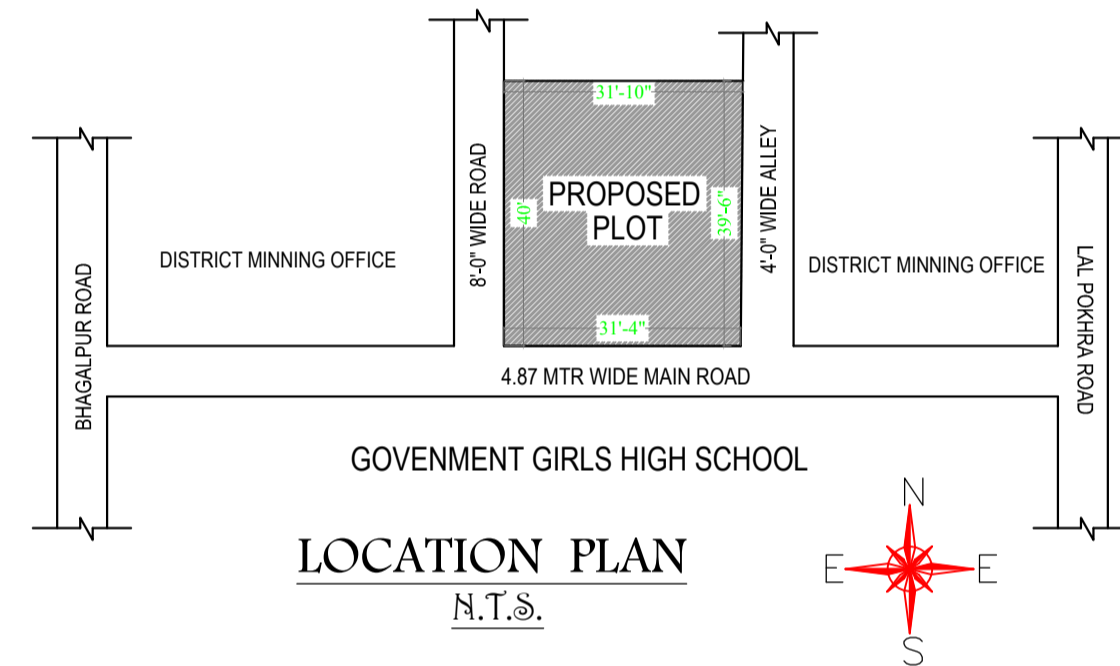 31'-10"
8'-0" WIDE ROAD
PROPOSED
PLOT
40'
39'-6"
4'-0" WIDE ALLEY
DISTRICT MINNING OFFICE
DISTRICT MINNING OFFICE
BHAGALPUR ROAD
LAL POKHRA ROAD
31'-4"
4.87 MTR WIDE MAIN ROAD
GOVENMENT GIRLS HIGH SCHOOL
LOCATION PLAN
N.T.S.
N
E
E
S